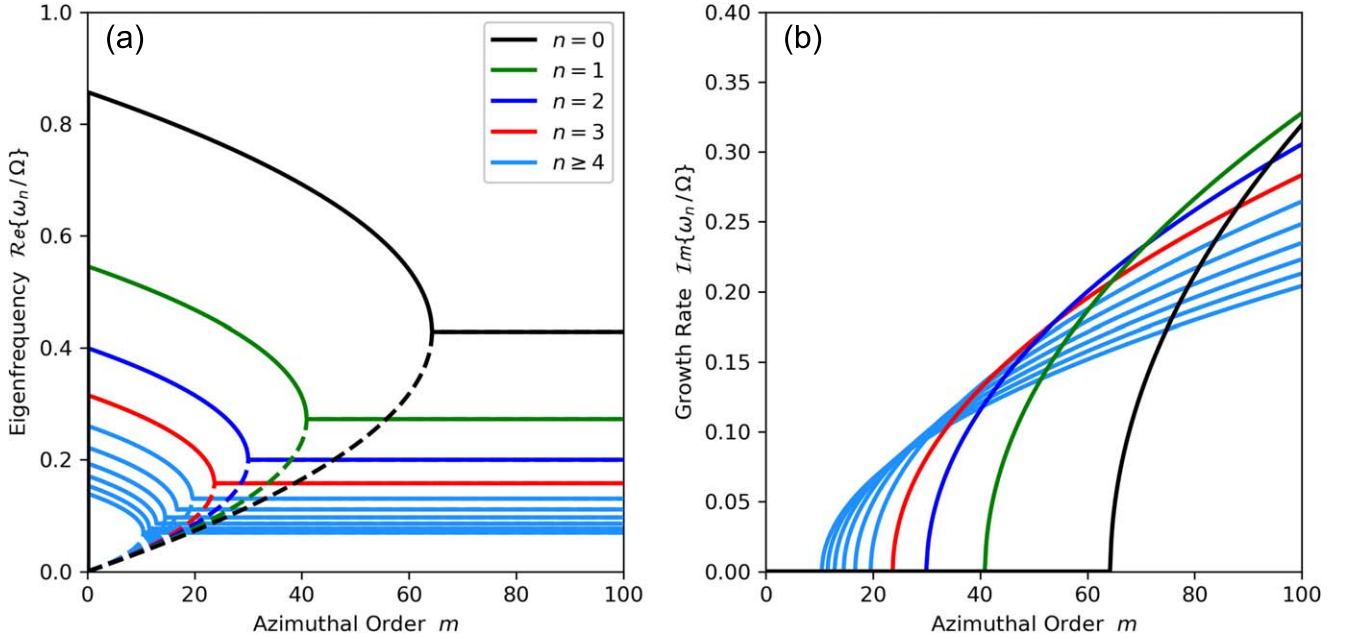 (a)
Eigenfrequency ℛe{ωₙ/Ω}
1.0
0.8
0.6
0.4
0.2
0.0
n = 0
n = 1
n = 2
n = 3
n ≥ 4
0 20 40 60 80 100
Azimuthal Order m
(b)
Growth Rate ℐm{ωₙ/Ω}
0.40
0.35
0.30
0.25
0.20
0.15
0.10
0.05
0.00
0 20 40 60 80 100
Azimuthal Order m